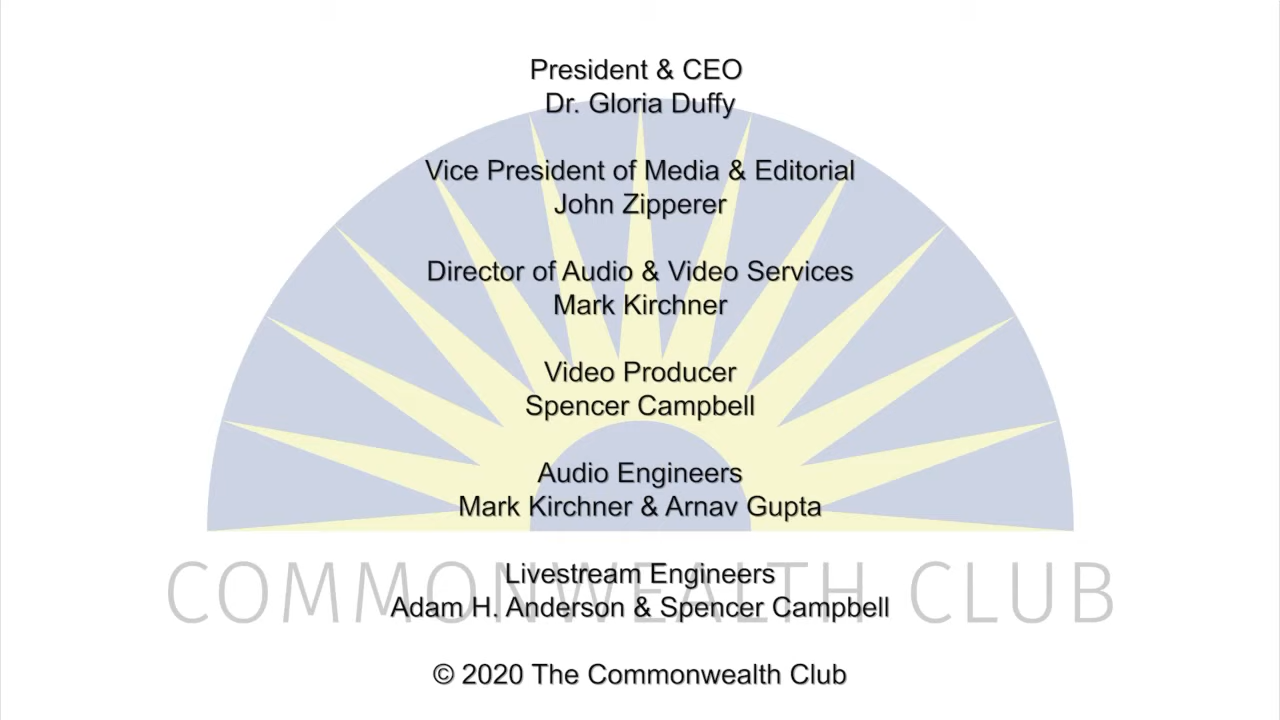 President & CEO
Dr. Gloria Duffy
Vice President of Media & Editorial
John Zipperer
Director of Audio & Video Services
Mark Kirchner
Video Producer
Spencer Campbell
Audio Engineers
Mark Kirchner & Arnav Gupta
Livestream Engineers
COMMONWEALTH CLUB
Adam H. Anderson & Spencer Campbell
© 2020 The Commonwealth Club